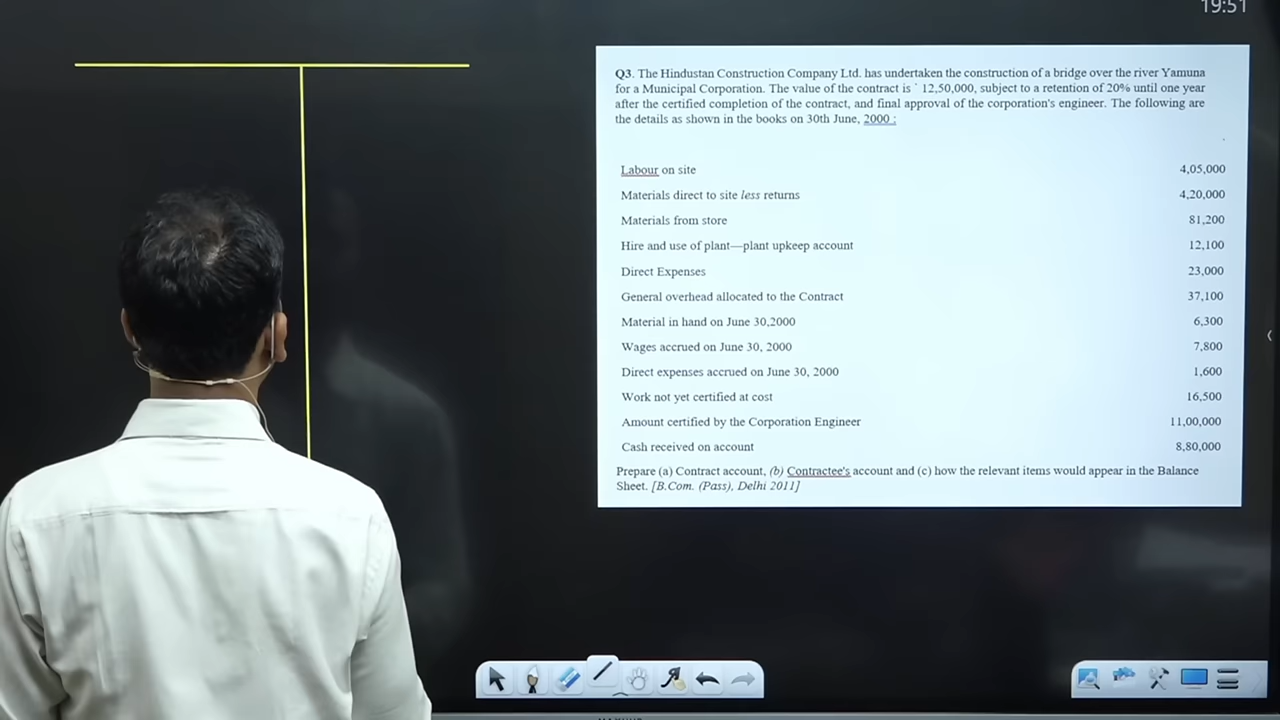 19:51
Q3. The Hindustan Construction Company Ltd. has undertaken the construction of a bridge over the river Yamuna
for a Municipal Corporation. The value of the contract is ` 12,50,000, subject to a retention of 20% until one year
after the certified completion of the contract, and final approval of the corporation's engineer. The following are
the details as shown in the books on 30th June, 2000 :
Labour on site 4,05,000
Materials direct to site less returns 4,20,000
Materials from store 81,200
Hire and use of plant—plant upkeep account 12,100
Direct Expenses 23,000
General overhead allocated to the Contract 37,100
Material in hand on June 30,2000 6,300
Wages accrued on June 30, 2000 7,800
Direct expenses accrued on June 30, 2000 1,600
Work not yet certified at cost 16,500
Amount certified by the Corporation Engineer 11,00,000
Cash received on account 8,80,000
Prepare (a) Contract account, (b) Contractee's account and (c) how the relevant items would appear in the Balance
Sheet. [B.Com. (Pass), Delhi 2011]